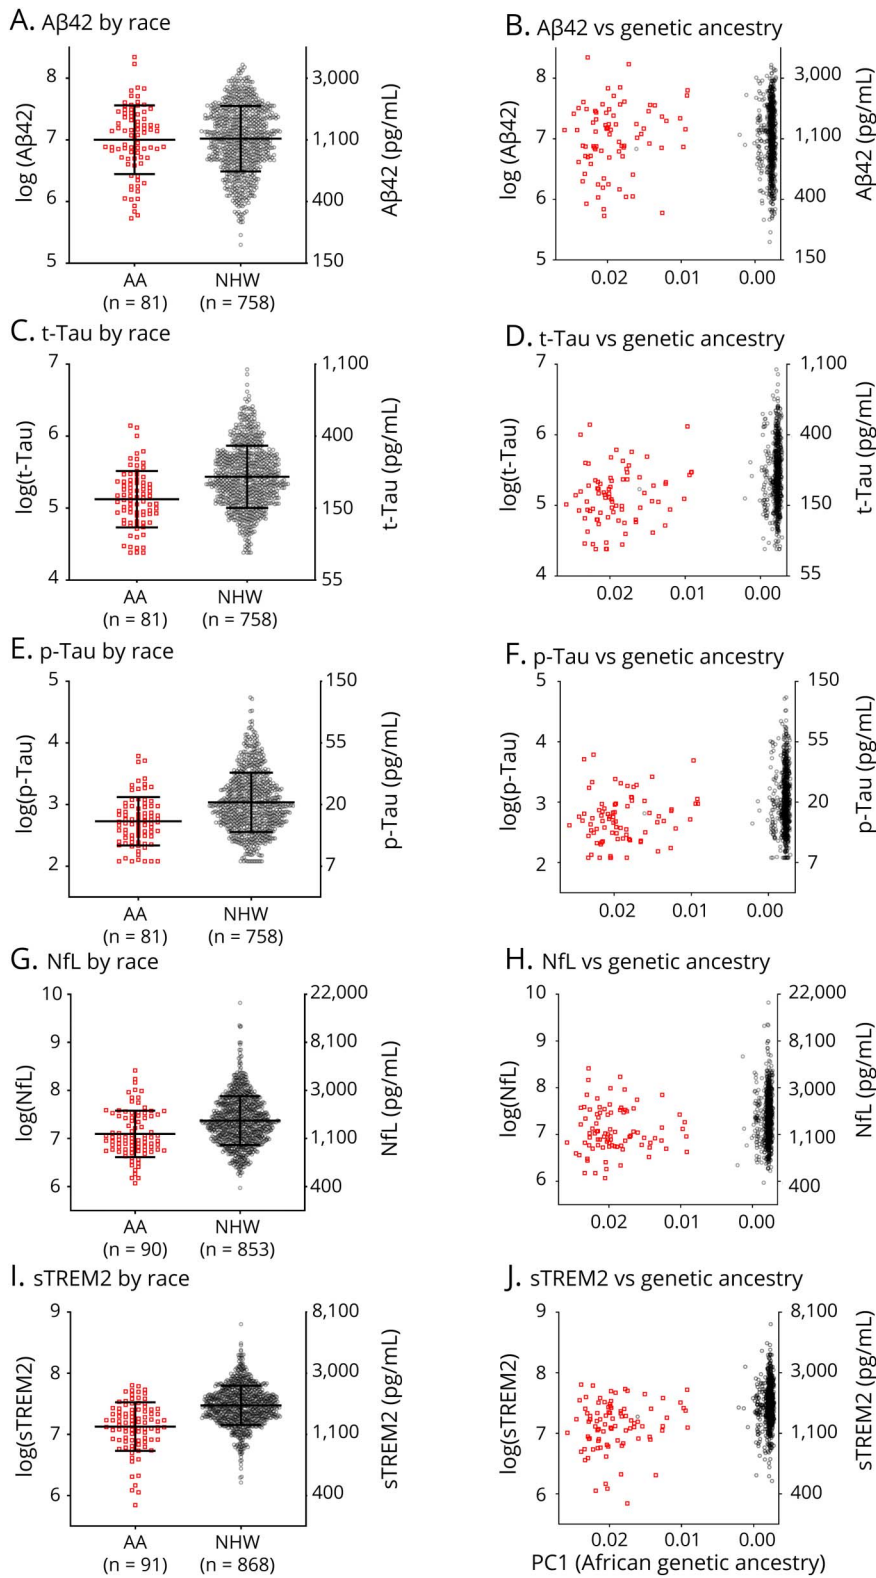 A. Aβ42 by race
log (Aβ42)
8
7
6
5
3,000
1,100
400
150
Aβ42 (pg/mL)
AA
(n = 81)
NHW
(n = 758)
B. Aβ42 vs genetic ancestry
log (Aβ42)
8
7
6
5
3,000
1,100
400
150
Aβ42 (pg/mL)
0.02
0.01
0.00
C. t-Tau by race
log(t-Tau)
7
6
5
4
1,100
400
150
55
t-Tau (pg/mL)
AA
(n = 81)
NHW
(n = 758)
D. t-Tau vs genetic ancestry
log(t-Tau)
7
6
5
4
1,100
400
150
55
t-Tau (pg/mL)
0.02
0.01
0.00
E. p-Tau by race
log(p-Tau)
5
4
3
2
150
55
20
7
p-Tau (pg/mL)
AA
(n = 81)
NHW
(n = 758)
F. p-Tau vs genetic ancestry
log(p-Tau)
5
4
3
2
150
55
20
7
p-Tau (pg/mL)
0.02
0.01
0.00
G. NfL by race
log(NfL)
10
9
8
7
6
22,000
8,100
3,000
1,100
400
NfL (pg/mL)
AA
(n = 90)
NHW
(n = 853)
H. NfL vs genetic ancestry
log(NfL)
10
9
8
7
6
22,000
8,100
3,000
1,100
400
NfL (pg/mL)
0.02
0.01
0.00
I. sTREM2 by race
log(sTREM2)
9
8
7
6
8,100
3,000
1,100
400
sTREM2 (pg/mL)
AA
(n = 91)
NHW
(n = 868)
J. sTREM2 vs genetic ancestry
log(sTREM2)
9
8
7
6
8,100
3,000
1,100
400
sTREM2 (pg/mL)
0.02
0.01
0.00
PC1 (African genetic ancestry)